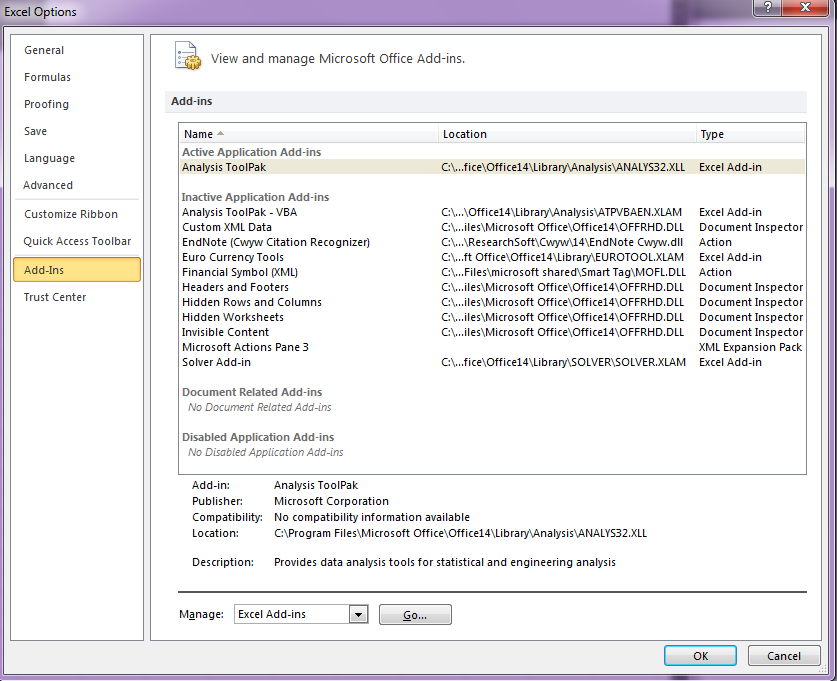 Excel Options
?
X
General
Formulas
Proofing
Save
Language
Advanced
Customize Ribbon
Quick Access Toolbar
Add-Ins
Trust Center
View and manage Microsoft Office Add-ins.
Add-ins
Name Location Type
Active Application Add-ins
Analysis ToolPak C:\...fice\Office14\Library\Analysis\ANALYS32.XLL Excel Add-in
Inactive Application Add-ins
Analysis ToolPak - VBA C:\...\Office14\Library\Analysis\ATPVBAEN.XLAM Excel Add-in
Custom XML Data C:\...iles\Microsoft Office\Office14\OFFRHD.DLL Document Inspector
EndNote (Cwyw Citation Recognizer) C:\...\ResearchSoft\Cwyw\14\EndNote Cwyw.dll Action
Euro Currency Tools C:\...ft Office\Office14\Library\EUROTOOL.XLAM Excel Add-in
Financial Symbol (XML) C:\...Files\microsoft shared\Smart Tag\MOFL.DLL Action
Headers and Footers C:\...iles\Microsoft Office\Office14\OFFRHD.DLL Document Inspector
Hidden Rows and Columns C:\...iles\Microsoft Office\Office14\OFFRHD.DLL Document Inspector
Hidden Worksheets C:\...iles\Microsoft Office\Office14\OFFRHD.DLL Document Inspector
Invisible Content C:\...iles\Microsoft Office\Office14\OFFRHD.DLL Document Inspector
Microsoft Actions Pane 3 XML Expansion Pack
Solver Add-in C:\...fice\Office14\Library\SOLVER\SOLVER.XLAM Excel Add-in
Document Related Add-ins
No Document Related Add-ins
Disabled Application Add-ins
No Disabled Application Add-ins
Add-in: Analysis ToolPak
Publisher: Microsoft Corporation
Compatibility: No compatibility information available
Location: C:\Program Files\Microsoft Office\Office14\Library\Analysis\ANALYS32.XLL
Description: Provides data analysis tools for statistical and engineering analysis
Manage: Excel Add-ins Go...
OK Cancel